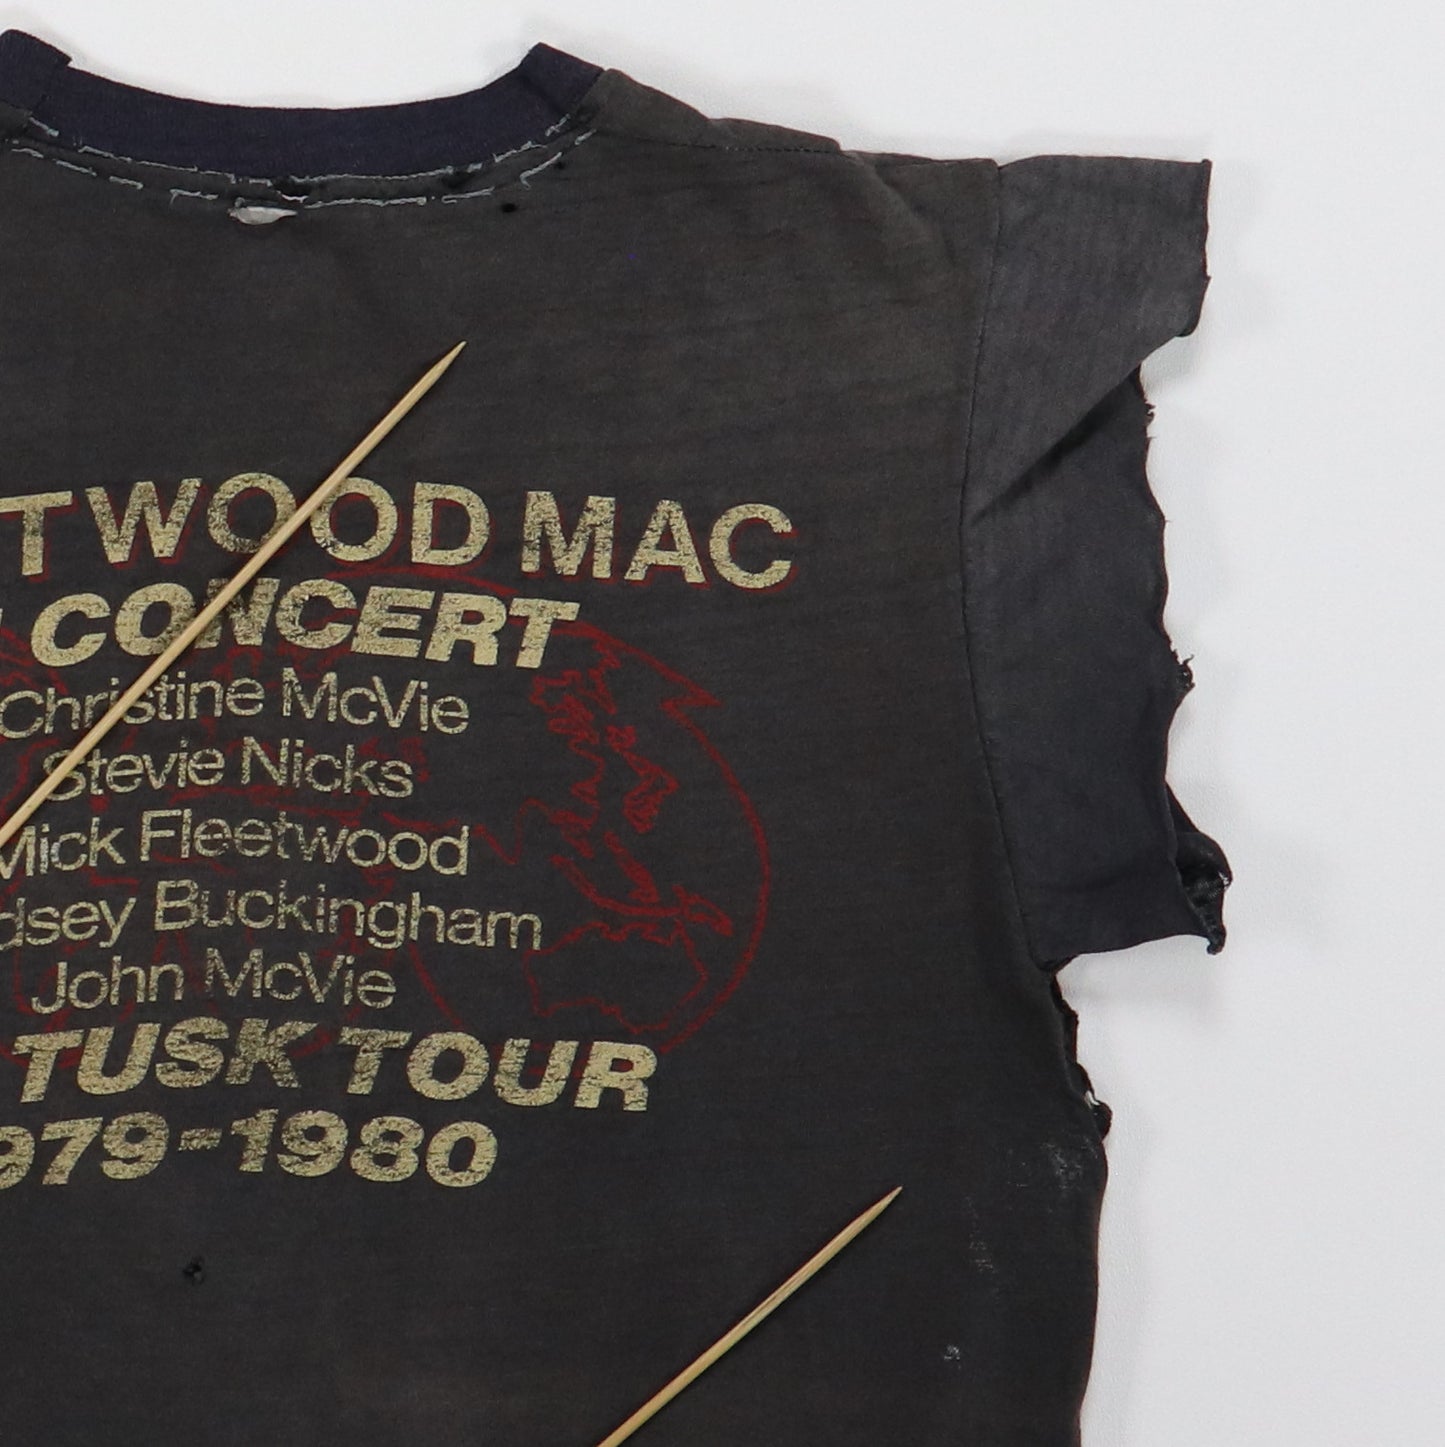 TWOOD MAC
CONCERT
Christine McVie
Stevie Nicks
Mick Fleetwood
dsey Buckingham
John McVie
TUSK TOUR
979-1980